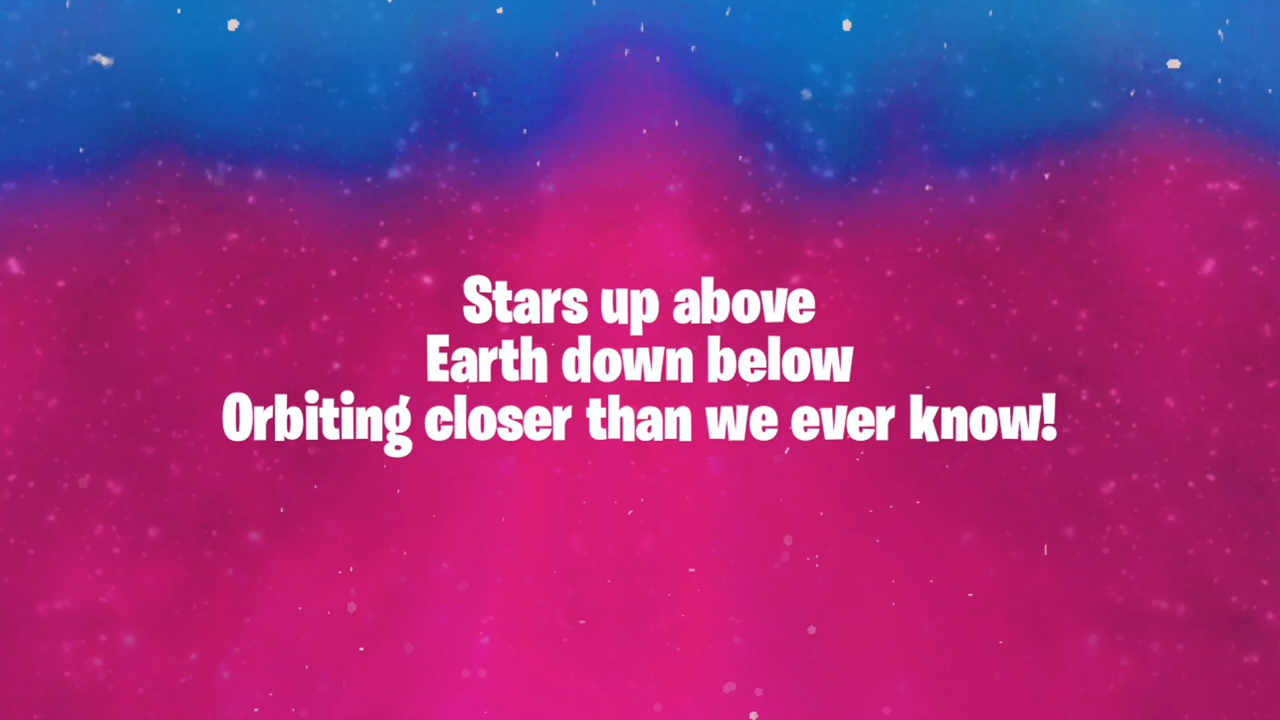 Stars up above
Earth down below
Orbiting closer than we ever know!